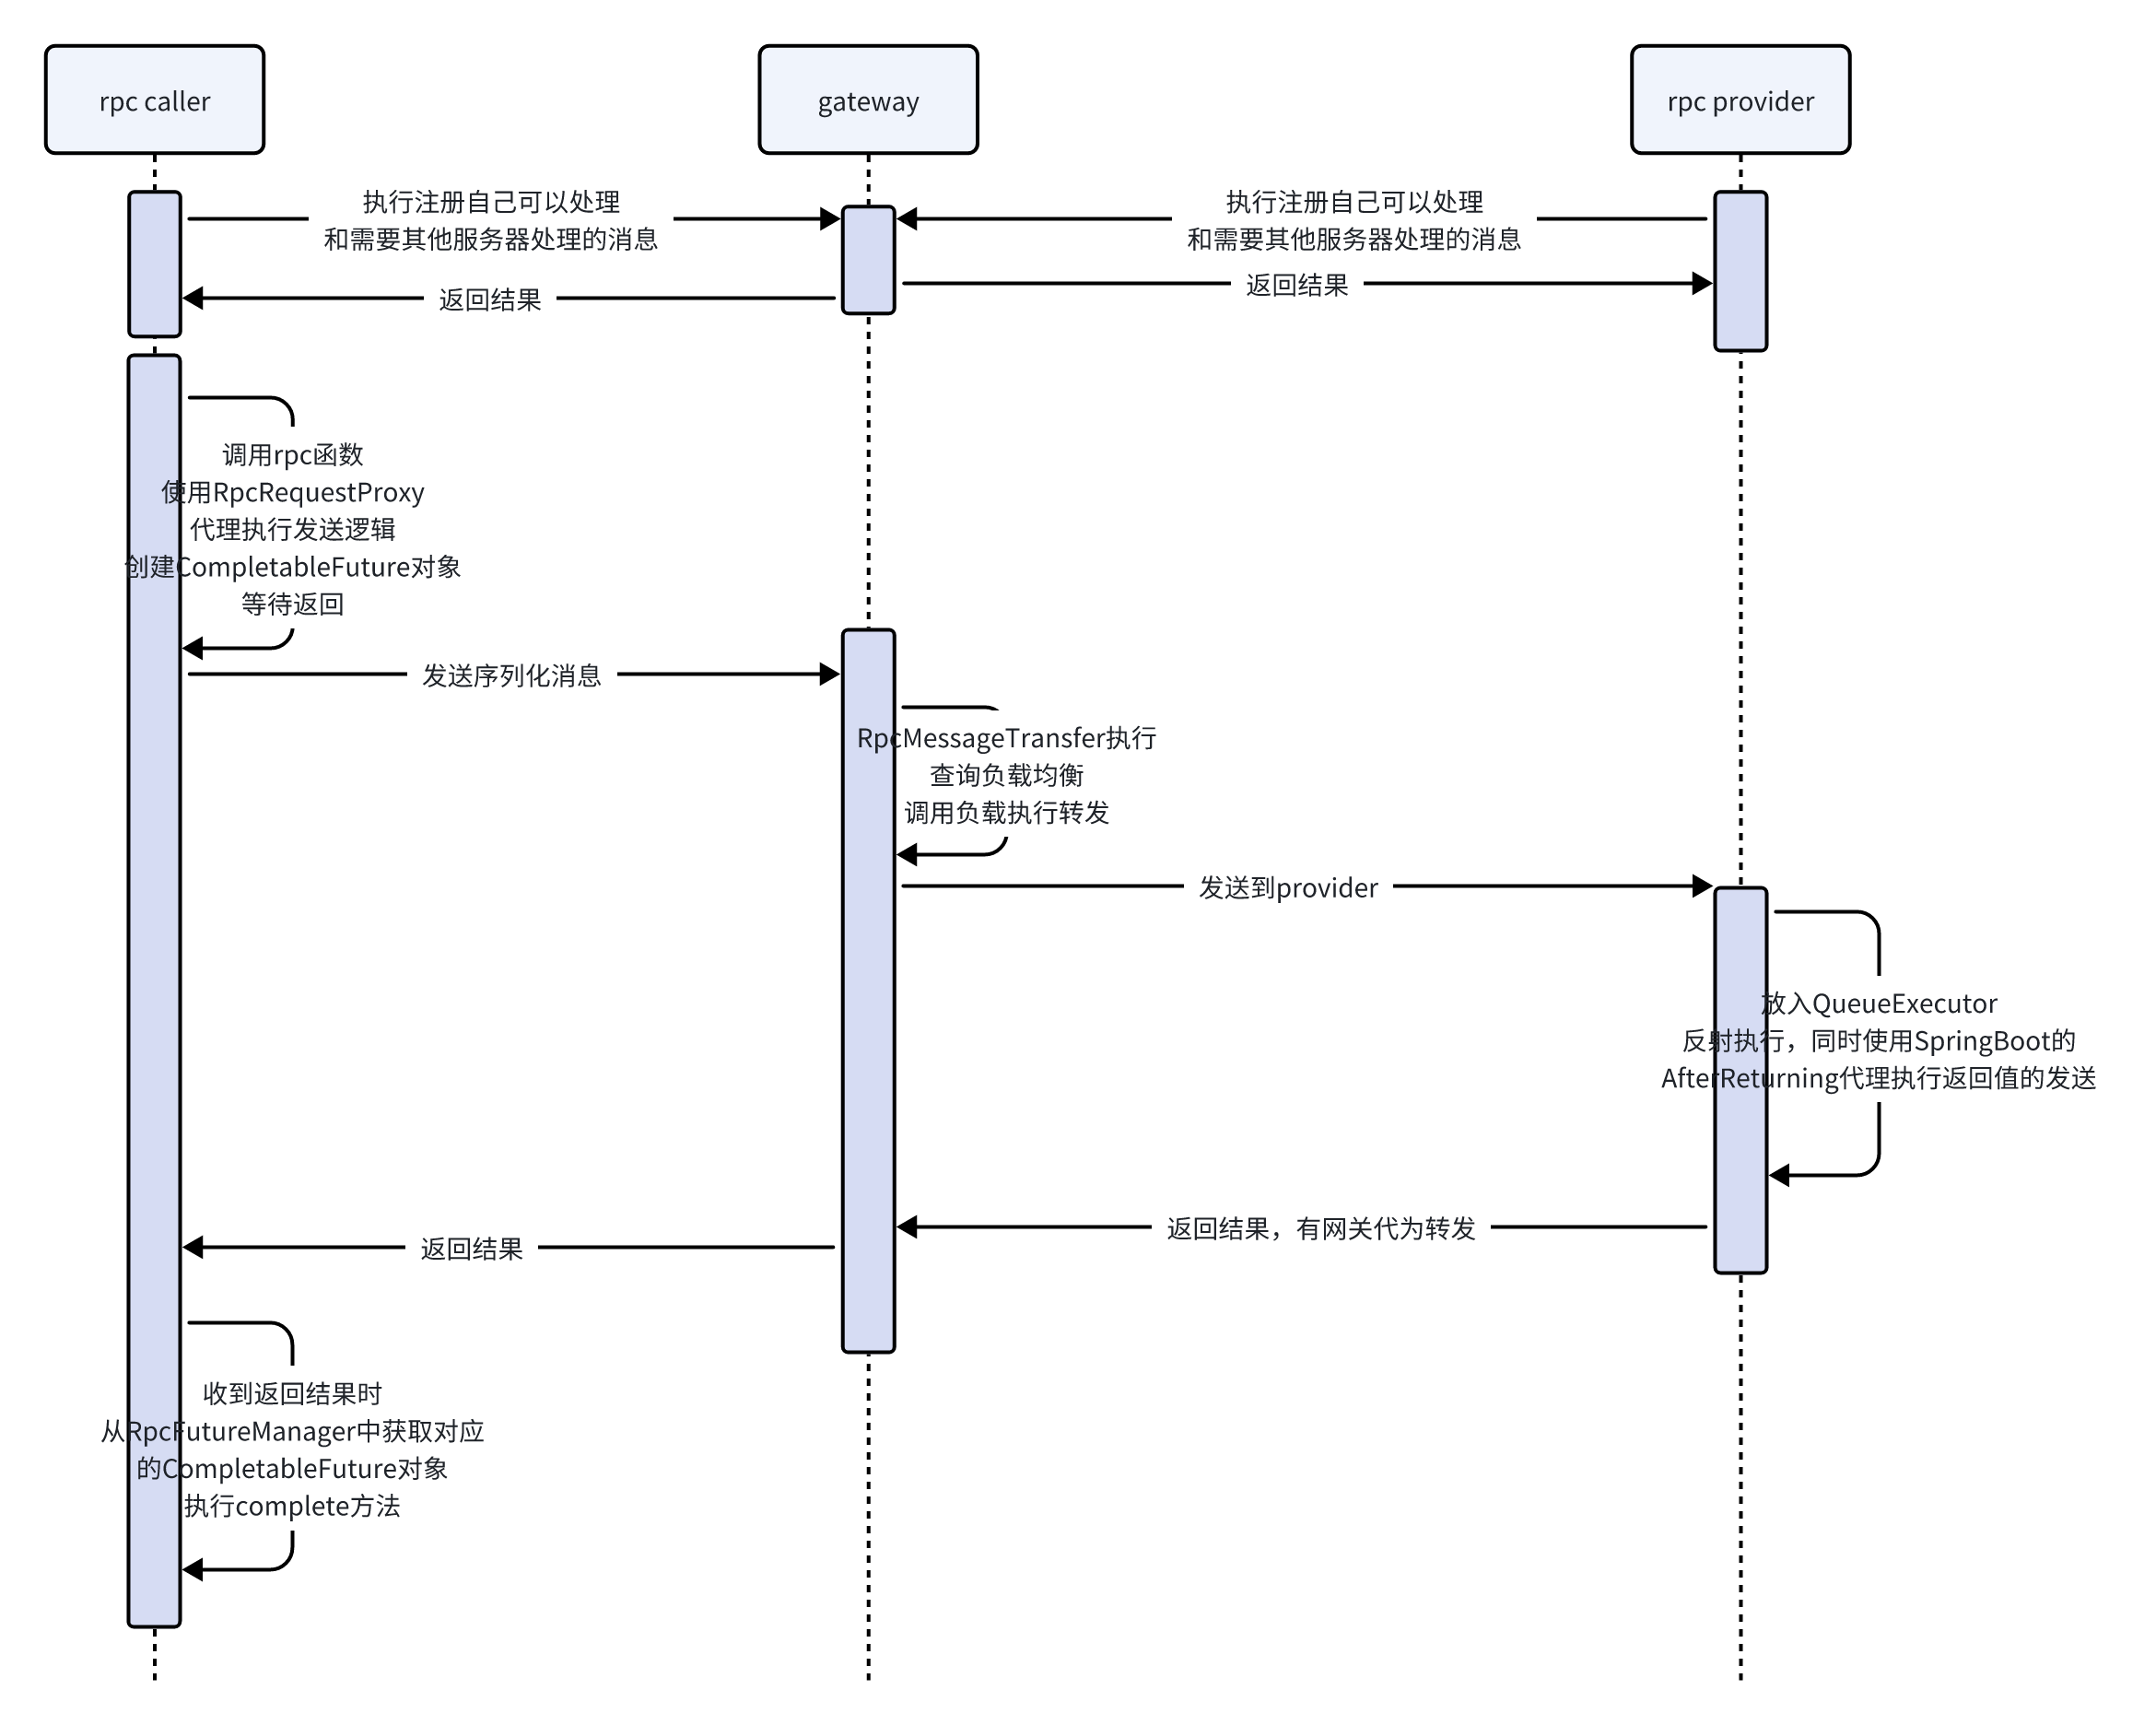 rpc caller
gateway
rpc provider
执行注册自己可以处理
和需要其他服务器处理的消息
执行注册自己可以处理
和需要其他服务器处理的消息
返回结果
返回结果
调用rpc函数
使用RpcRequestProxy
代理执行发送逻辑
创建CompletableFuture对象
等待返回
发送序列化消息
RpcMessageTransfer执行
查询负载均衡
调用负载执行转发
发送到provider
放入QueueExecutor
反射执行，同时使用SpringBoot的
AfterReturning代理执行返回值的发送
返回结果，有网关代为转发
返回结果
收到返回结果时
从RpcFutureManager中获取对应
的CompletableFuture对象
执行complete方法